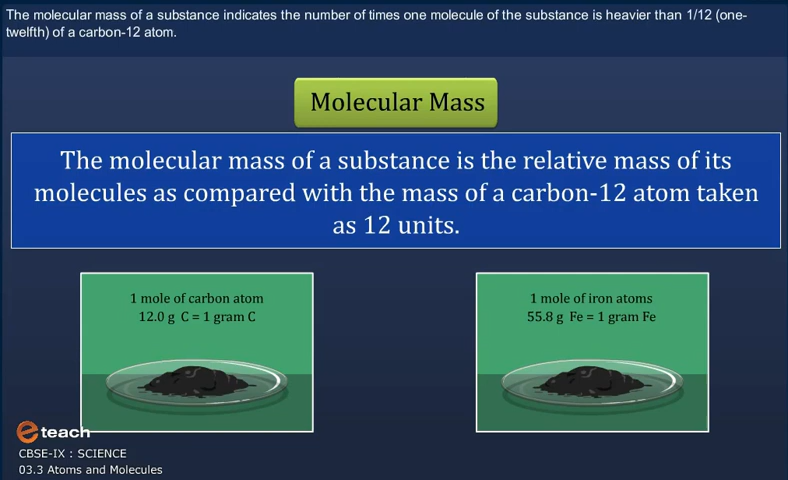 The molecular mass of a substance indicates the number of times one molecule of the substance is heavier than 1/12 (one-
twelfth) of a carbon-12 atom.
Molecular Mass
The molecular mass of a substance is the relative mass of its
molecules as compared with the mass of a carbon-12 atom taken
as 12 units.
1 mole of carbon atom
12.0 g C = 1 gram C
1 mole of iron atoms
55.8 g Fe = 1 gram Fe
e teach
CBSE-IX : SCIENCE
03.3 Atoms and Molecules